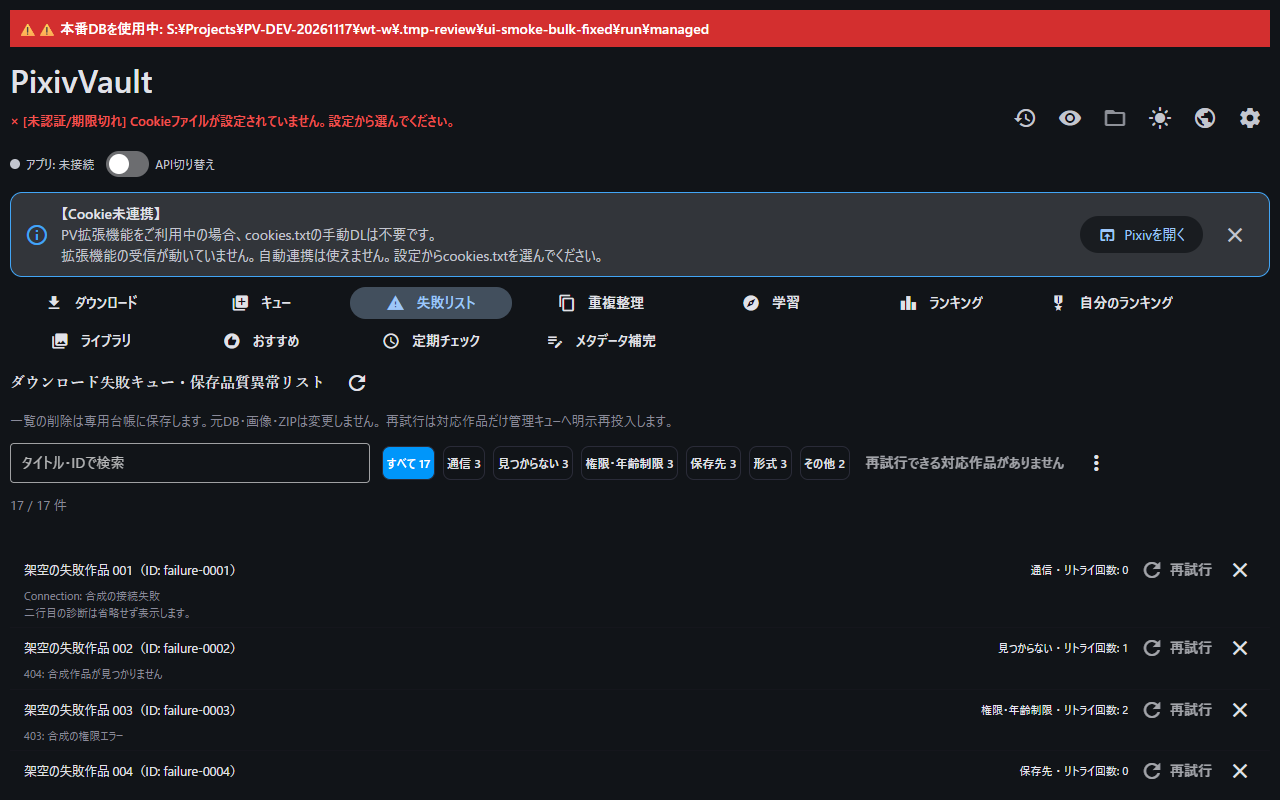 本番DBを使用中: S:¥Projects¥PV-DEV-20261117¥wt-w¥.tmp-review¥ui-smoke-bulk-fixed¥run¥managed
PixivVault
× [未認証/期限切れ] Cookieファイルが設定されていません。設定から選んでください。
アプリ: 未接続 API切り替え
【Cookie未連携】
PV拡張機能をご利用中の場合、cookies.txtの手動DLは不要です。
拡張機能の受信が動いていません。自動連携は使えません。設定からcookies.txtを選んでください。
Pixivを開く
ダウンロード キュー 失敗リスト 重複整理 学習 ランキング 自分のランキング
ライブラリ おすすめ 定期チェック メタデータ補完
ダウンロード失敗キュー・保存品質異常リスト
一覧の削除は専用台帳に保存します。元DB・画像・ZIPは変更しません。再試行は対応作品だけ管理キューへ明示再投入します。
タイトル・IDで検索 すべて 17 通信 3 見つからない 3 権限・年齢制限 3 保存先 3 形式 3 その他 2 再試行できる対応作品がありません
17 / 17 件
架空の失敗作品 001（ID: failure-0001） 通信・リトライ回数: 0 再試行
Connection: 合成の接続失敗
二行目の診断は省略せず表示します。
架空の失敗作品 002（ID: failure-0002） 見つからない・リトライ回数: 1 再試行
404: 合成作品が見つかりません
架空の失敗作品 003（ID: failure-0003） 権限・年齢制限・リトライ回数: 2 再試行
403: 合成の権限エラー
架空の失敗作品 004（ID: failure-0004） 保存先・リトライ回数: 0 再試行